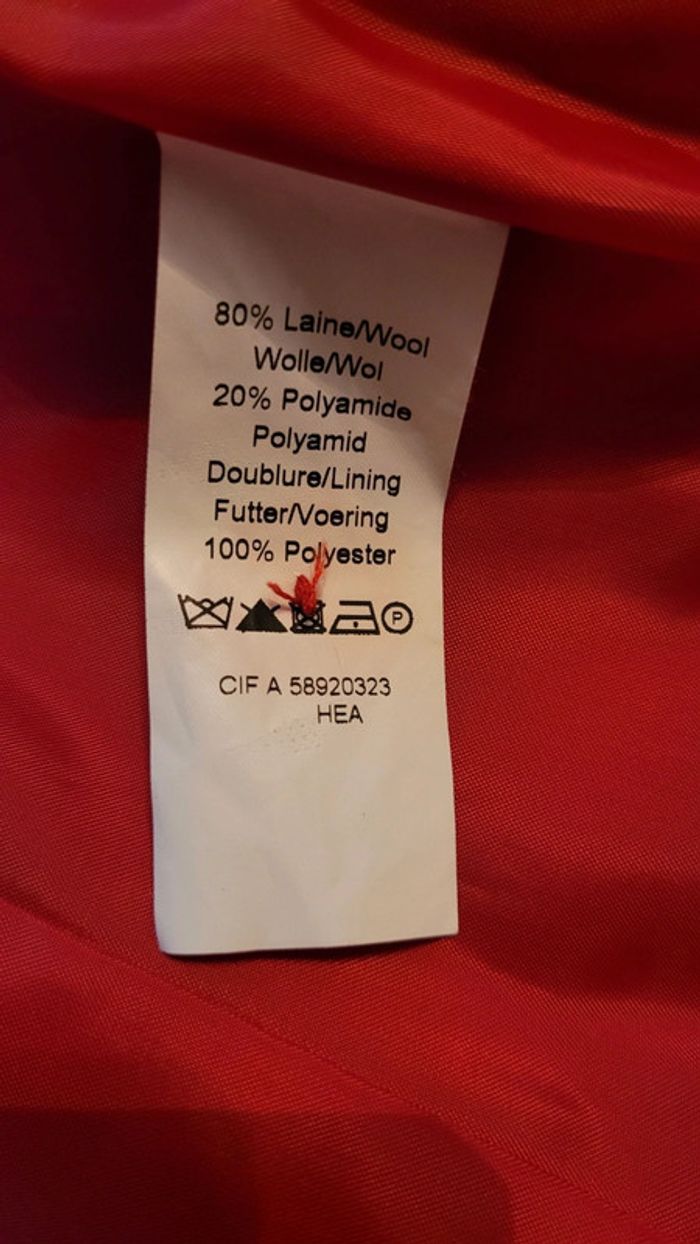 80% Laine/Wool
Wolle/Wol
20% Polyamide
Polyamid
Doublure/Lining
Futter/Voering
100% Polyester
P
CIF A 58920323
HEA